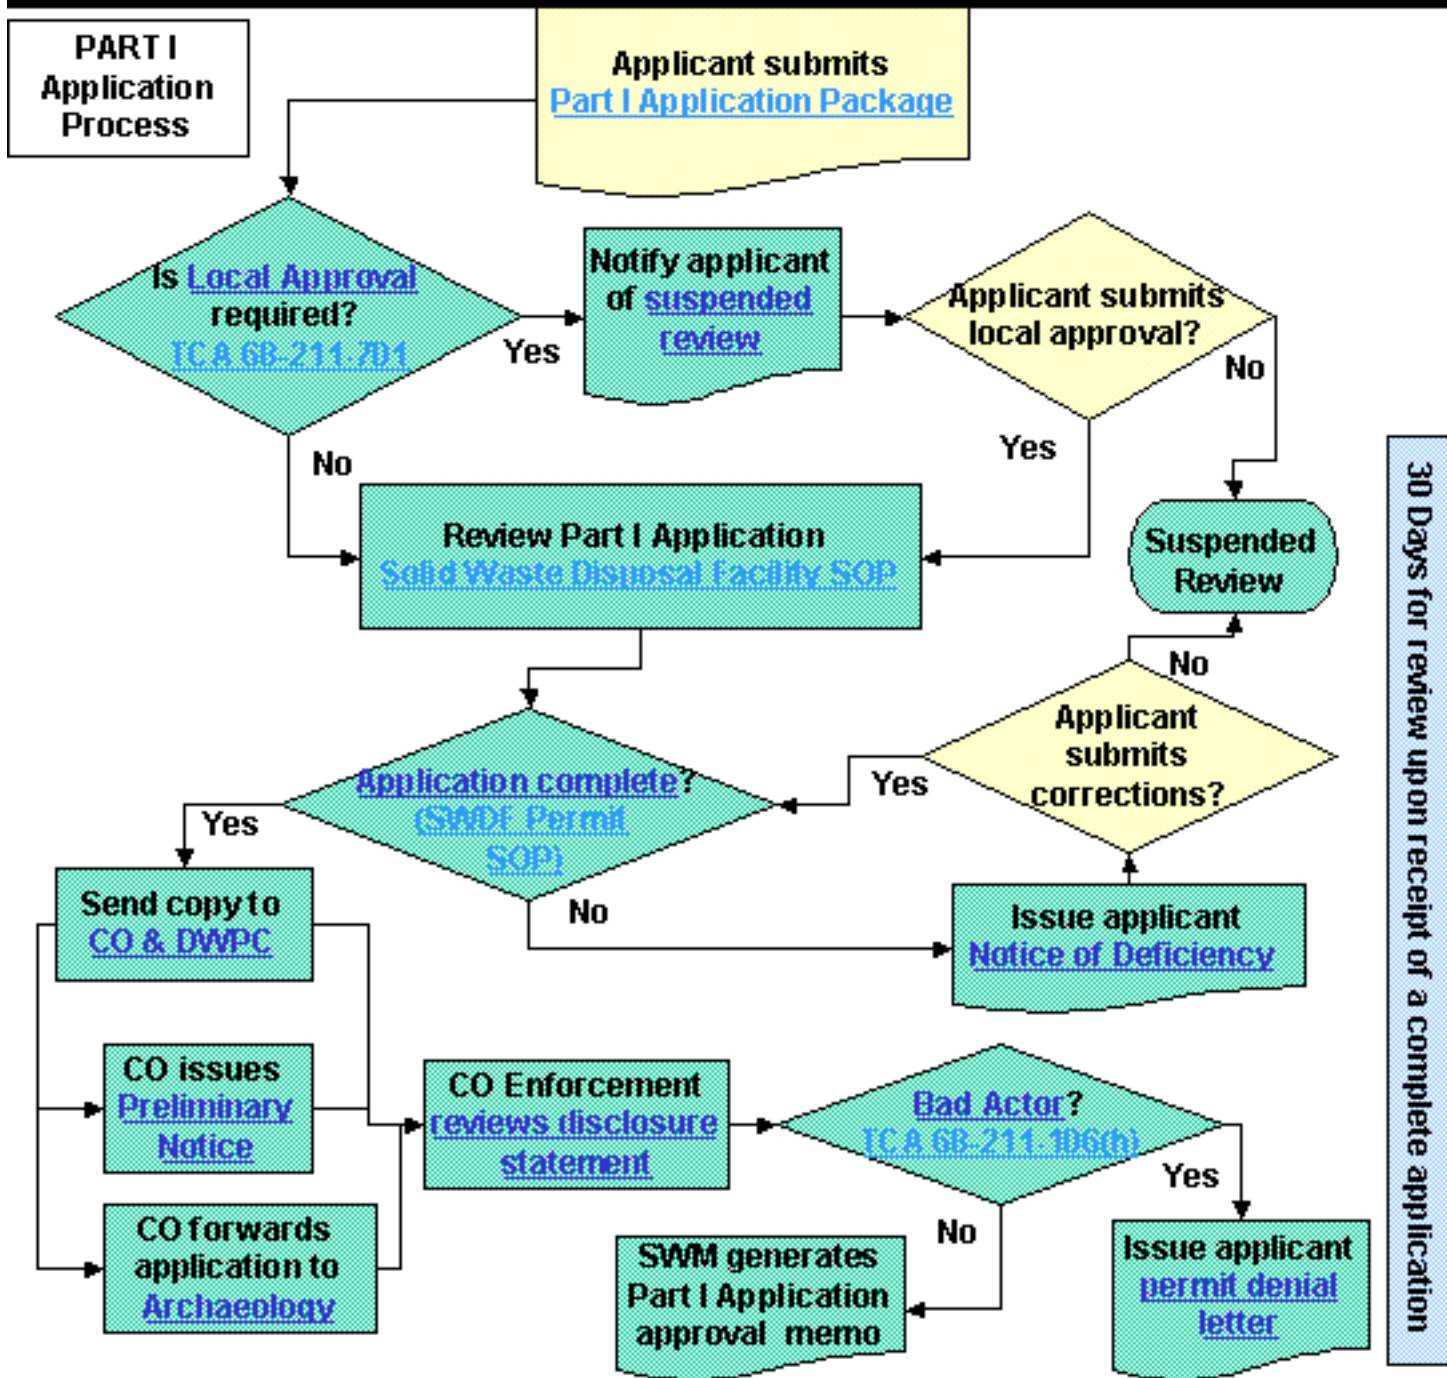 PART I
Application
Process
Applicant submits
Part I Application Package
Is Local Approval
required?
TCA 68-211-701
Yes
No
Notify applicant
of suspended
review
Applicant submits
local approval?
No
Yes
Review Part I Application
Solid Waste Disposal Facility SOP
Suspended
Review
No
Applicant
submits
corrections?
Yes
Application complete?
(SWDF Permit
SOP)
Yes
No
Send copy to
CO & DWPC
Issue applicant
Notice of Deficiency
CO issues
Preliminary
Notice
CO Enforcement
reviews disclosure
statement
Bad Actor?
TCA 68-211-106(h)
Yes
No
CO forwards
application to
Archaeology
SWM generates
Part I Application
approval memo
Issue applicant
permit denial
letter
30 Days for review upon receipt of a complete application